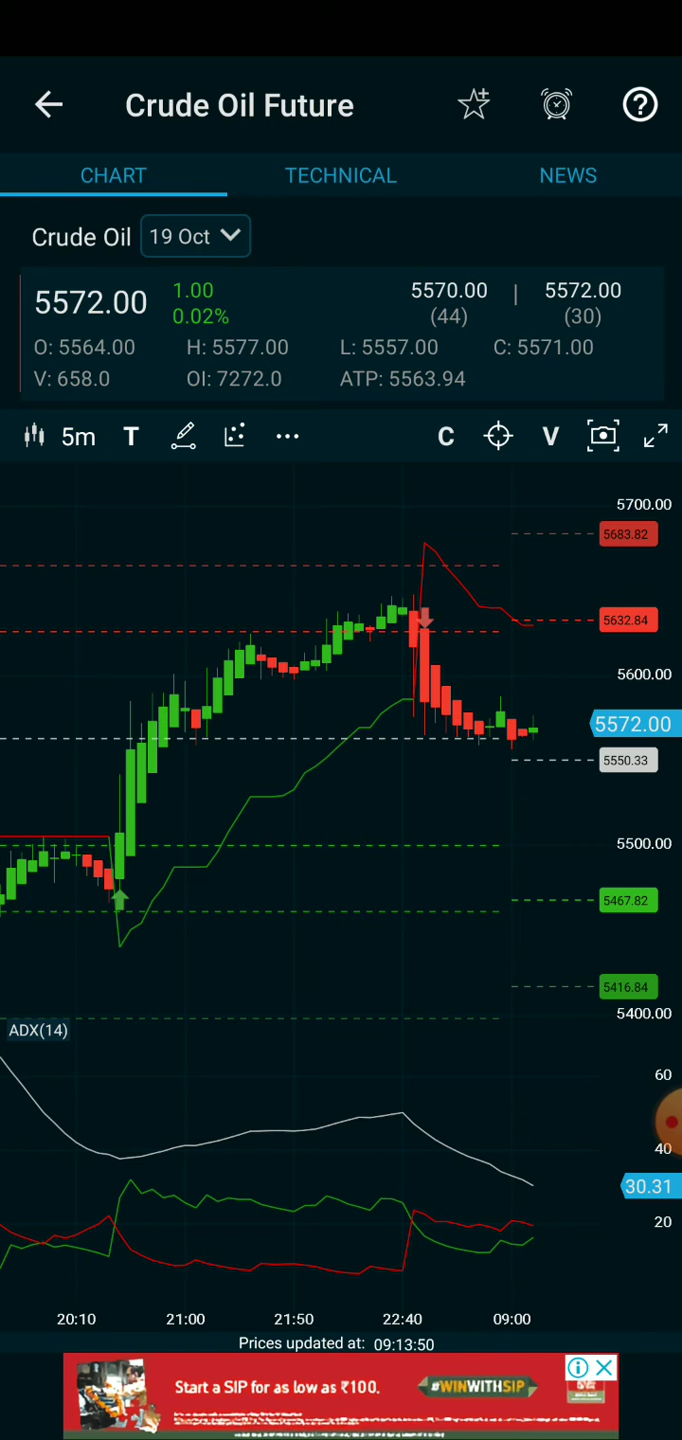 Crude Oil Future
CHART TECHNICAL NEWS
Crude Oil 19 Oct
5572.00 1.00 5570.00 | 5572.00
0.02% (44) (30)
O: 5564.00 H: 5577.00 L: 5557.00 C: 5571.00
V: 658.0 OI: 7272.0 ATP: 5563.94
5m T C V
5700.00
5683.82
5632.84
5600.00
5572.00
5550.33
5500.00
5467.82
5416.84
5400.00
ADX(14)
60
40
30.31
20
20:10 21:00 21:50 22:40 09:00
Prices updated at: 09:13:50
Start a SIP for as low as ₹100.
#WINWITHSIP